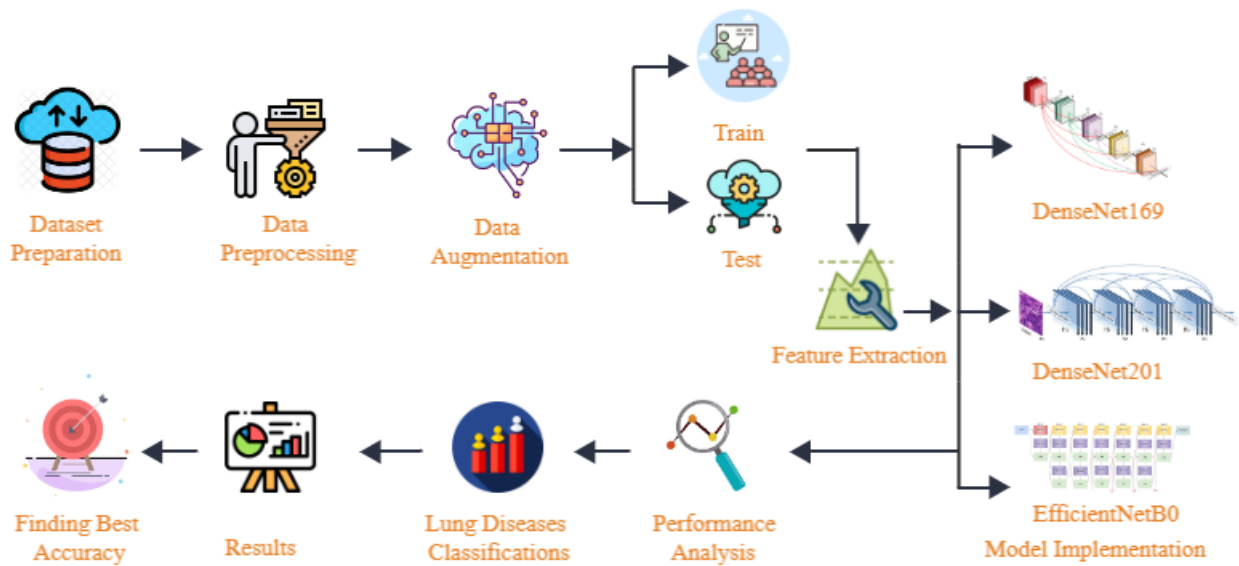 Train
Test
Dataset
Preparation
Data
Preprocessing
Data
Augmentation
DenseNet169
Feature Extraction
DenseNet201
EfficientNetB0
Model Implementation
Performance
Analysis
Lung Diseases
Classifications
Results
Finding Best
Accuracy